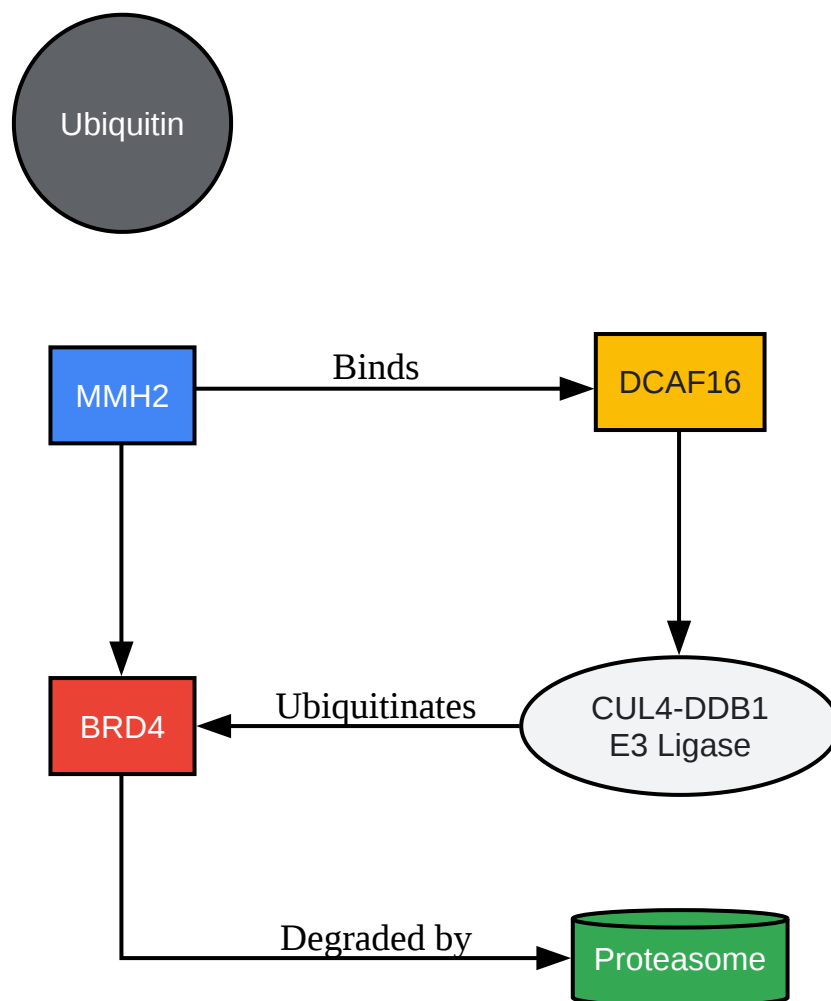 Ubiquitin
MMH2
Binds
DCAF16
BRD4
Ubiquitinates
CUL4-DDB1
E3 Ligase
Degraded by
Proteasome